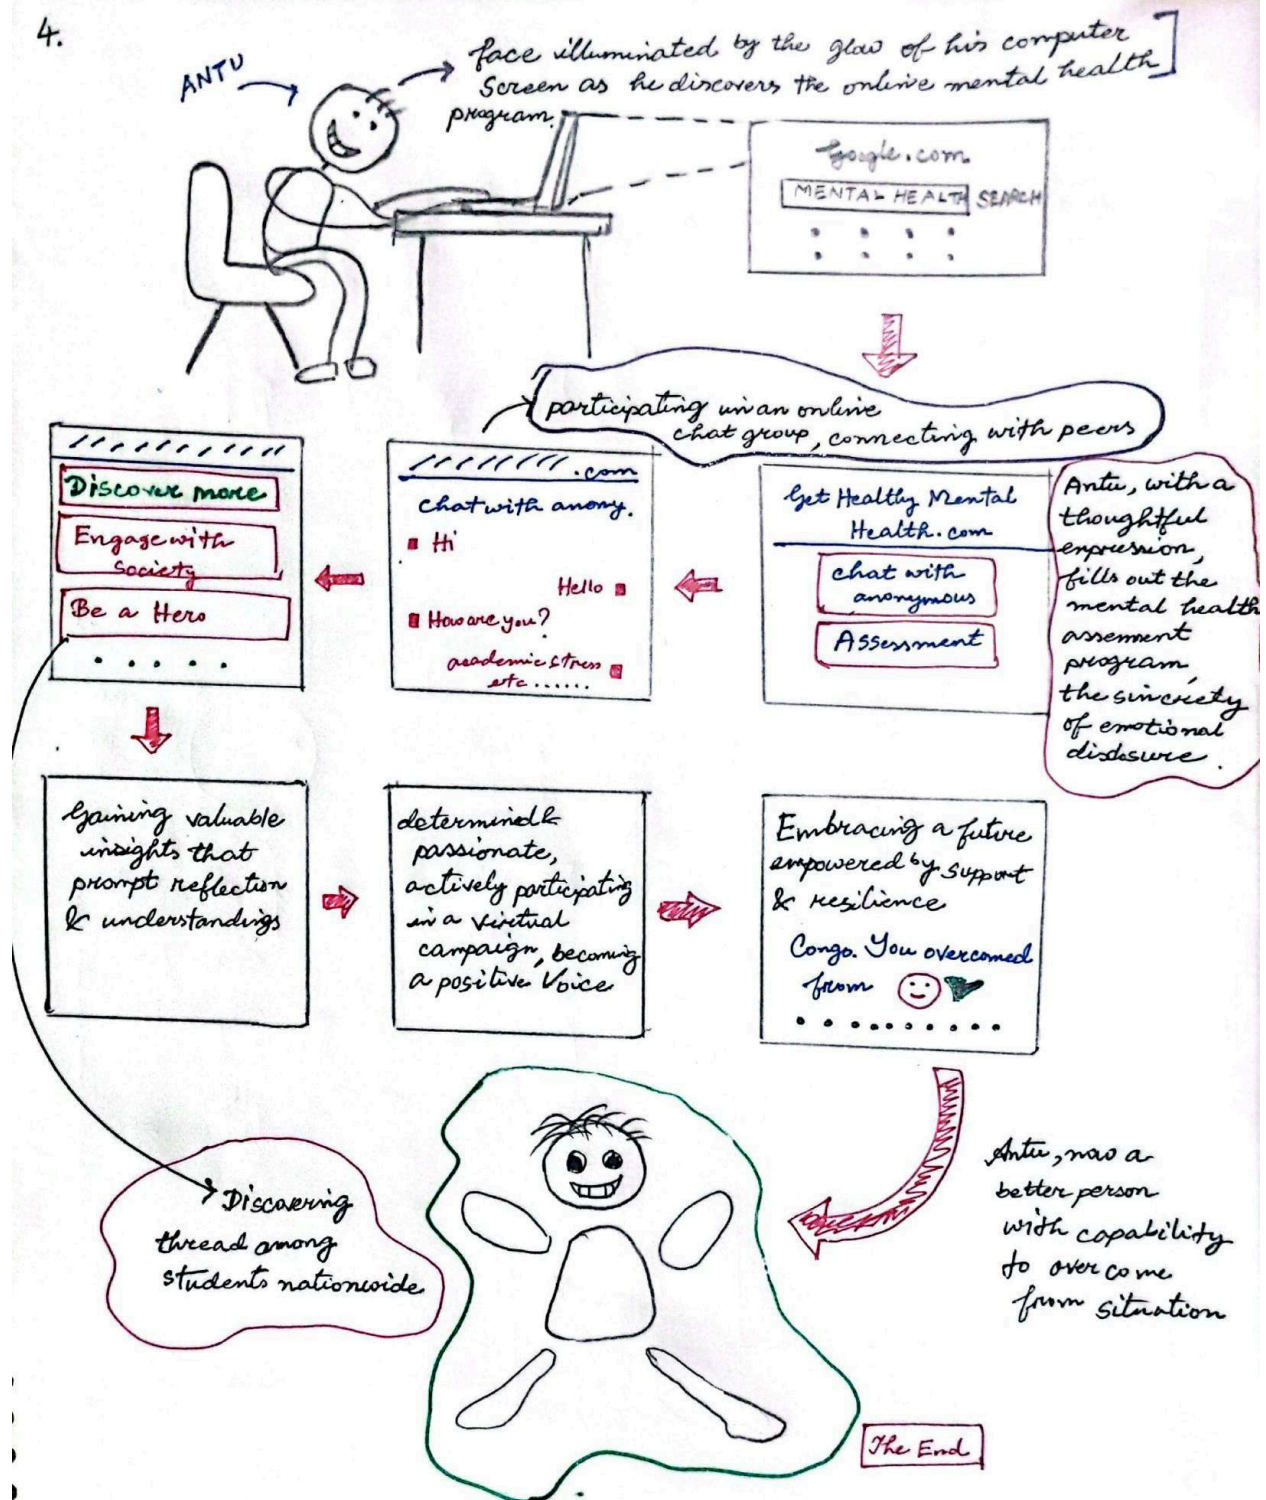 4.
ANTU
face illuminated by the glow of his computer
Screen as he discovers the online mental health
program.
Google.com
MENTAL HEALTH SEARCH
participating in an online
chat group, connecting with peers
Discover more
Engage with
society
Be a Hero
.com
chat with anony.
Hi
Hello
How are you?
academic stress
etc......
Get Healthy Mental
Health.com
chat with
anonymous
Assessment
Antu, with a
thoughtful
expression,
fills out the
mental health
assement
program,
the sinciety
of emotional
disclosure.
Gaining valuable
insights that
prompt reflection
& understandings
determined &
passionate,
actively participating
in a virtual
campaign, becoming
a positive Voice
Embracing a future
empowered by support
& resilience
Congo. You overcomed
from
Discovering
thread among
students nationwide
Antu, now a
better person
with capability
to overcome
from situation
The End